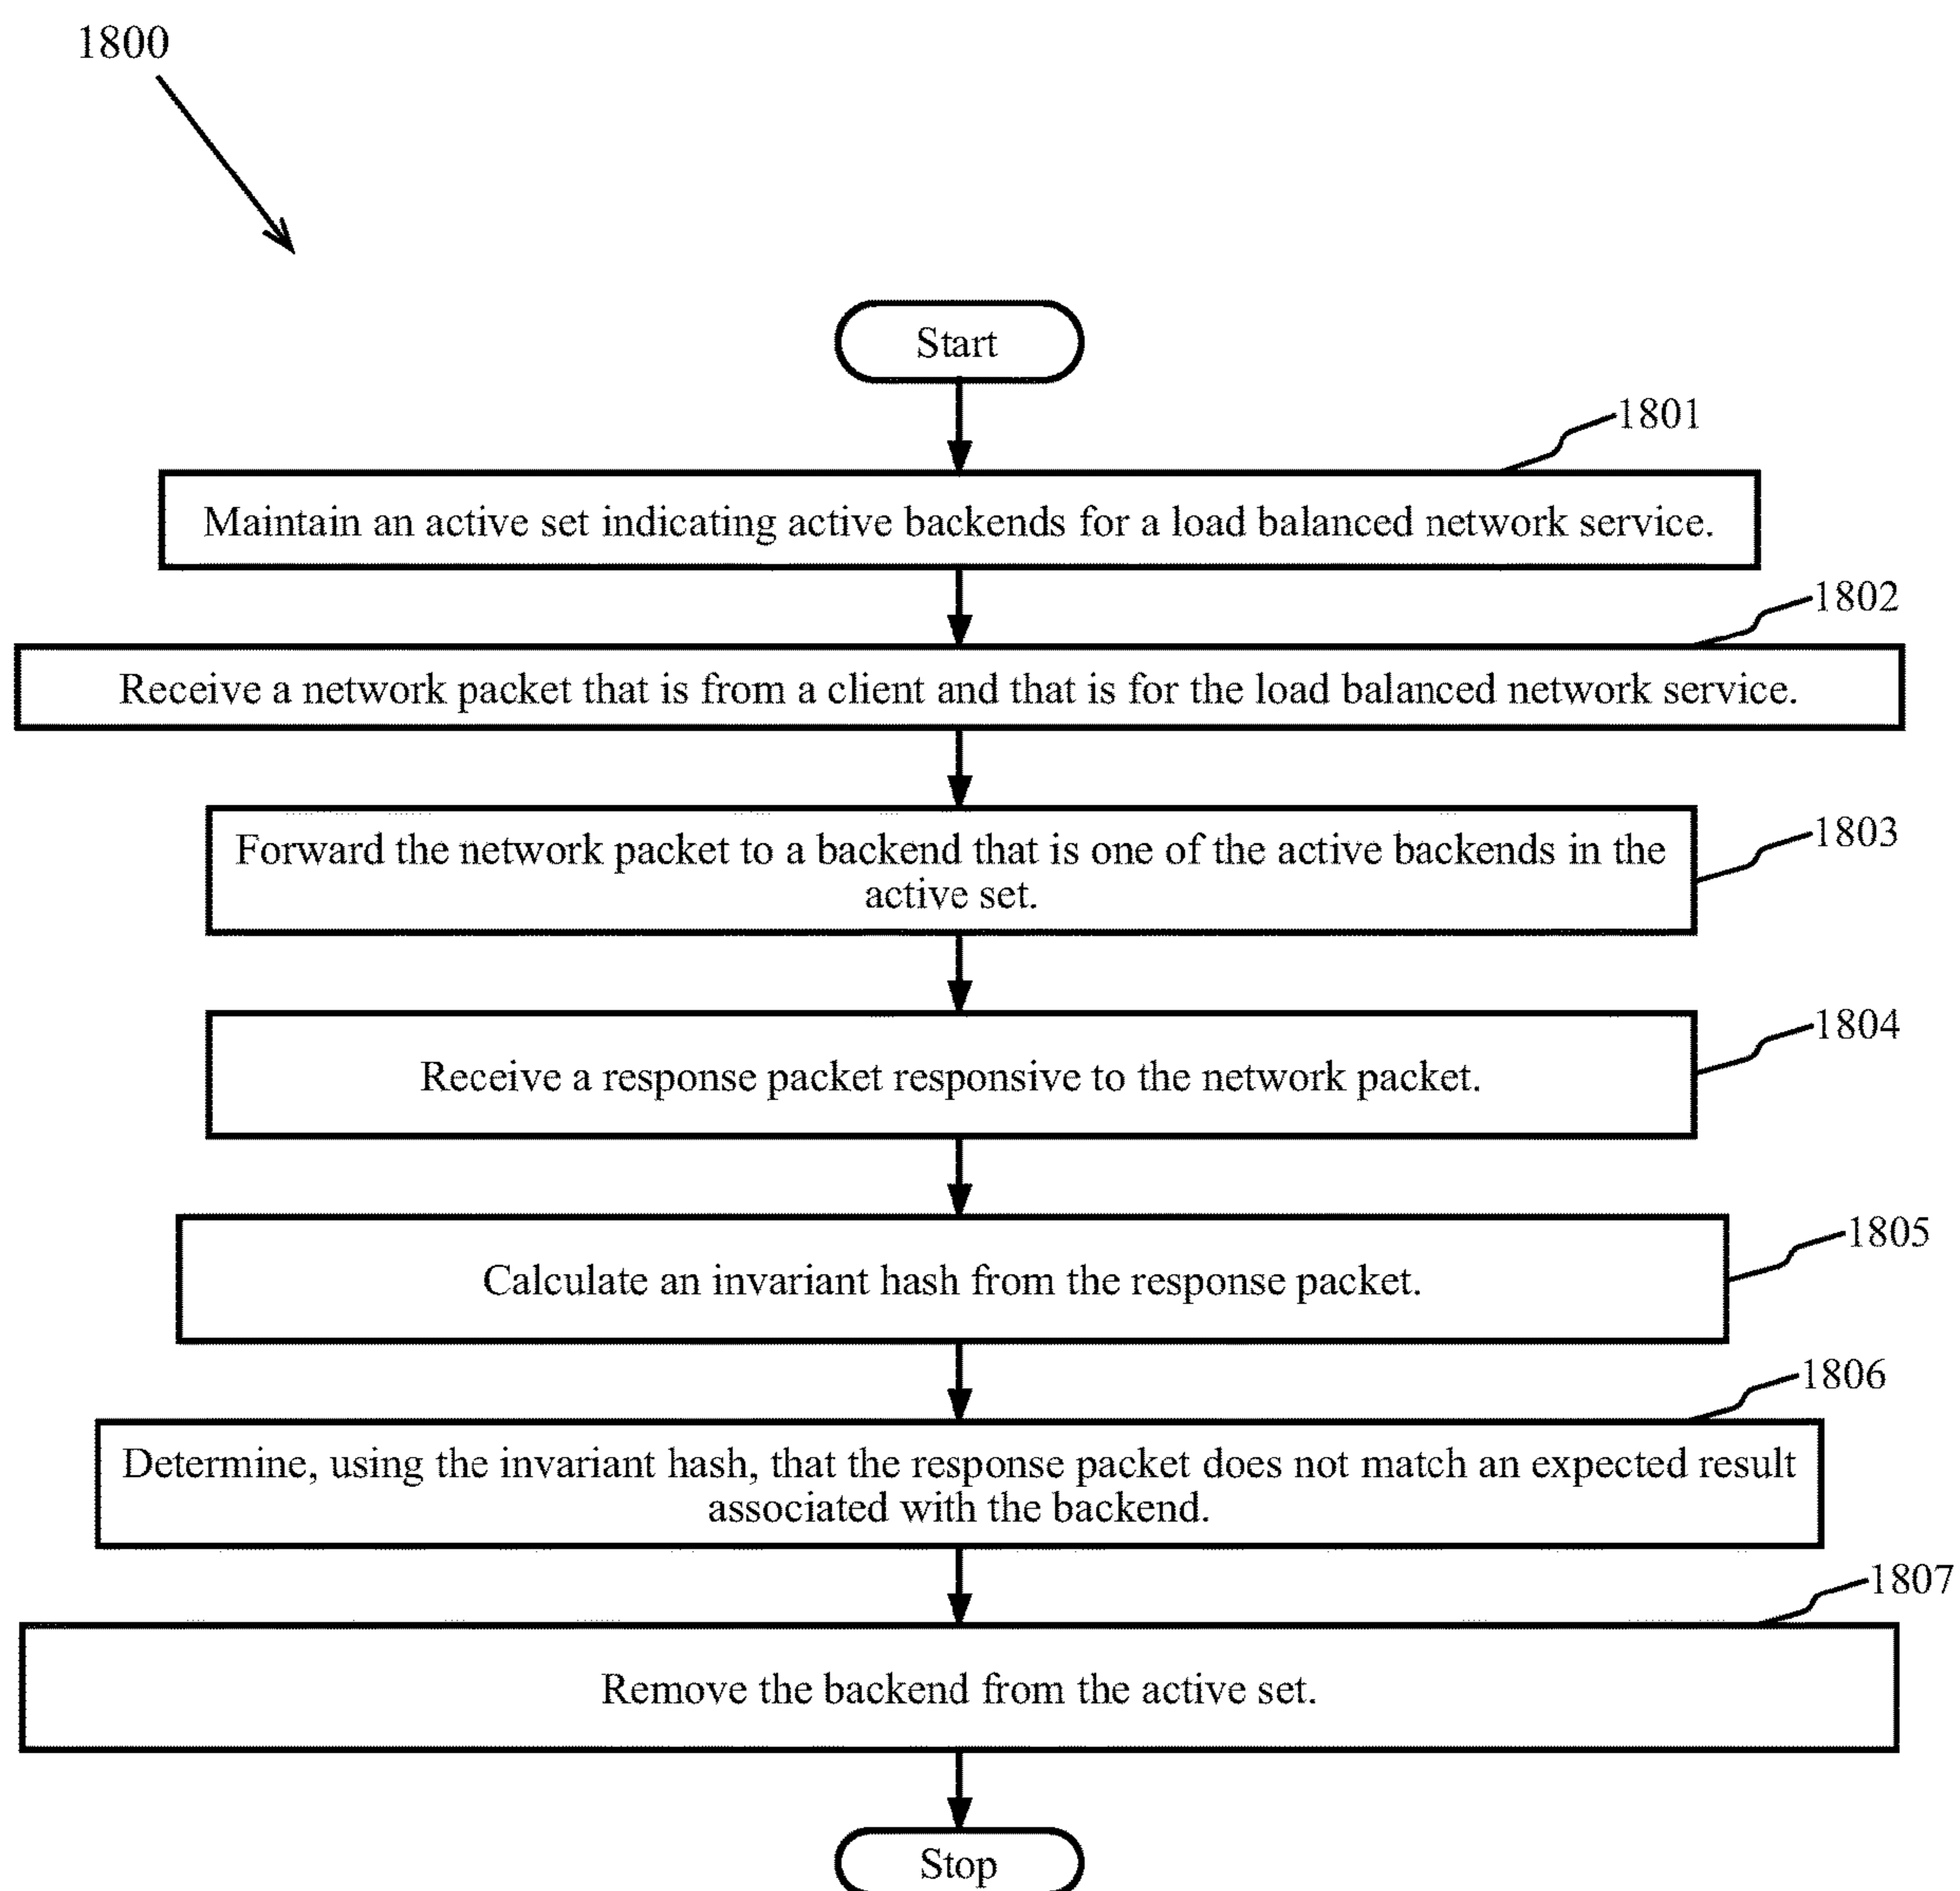 1800
Start
1801
Maintain an active set indicating active backends for a load balanced network service.
1802
Receive a network packet that is from a client and that is for the load balanced network service.
1803
Forward the network packet to a backend that is one of the active backends in the
active set.
1804
Receive a response packet responsive to the network packet.
1805
Calculate an invariant hash from the response packet.
1806
Determine, using the invariant hash, that the response packet does not match an expected result
associated with the backend.
1807
Remove the backend from the active set.
Stop